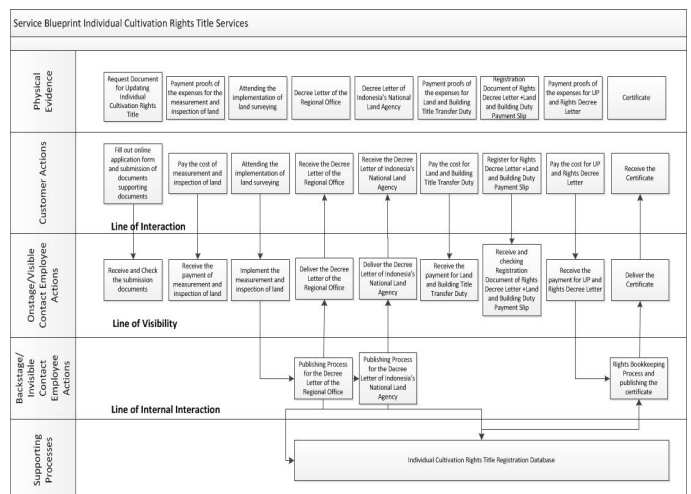 Service Blueprint Individual Cultivation Rights Title Services
Physical
Evidence
Request Document
for Updating
Individual
Cultivation Rights
Title
Payment proofs of
the expenses for the
measurement and
inspection of land
Attending the
implementation of
land surveying
Decree Letter of the
Regional Office
Decree Letter of
Indonesia's National
Land Agency
Payment proofs of
the expenses for
Land and Building
Title Transfer Duty
Registration
Document of Rights
Decree Letter +Land
and Building Duty
Payment Slip
Payment proofs of
the expenses for UP
and Rights Decree
Letter
Certificate
Customer Actions
Fill out online
application form
and submission of
documents
supporting
documents
Pay the cost of
measurement and
inspection of land
Attending the
implementation of
land surveying
Receive the Decree
Letter of the
Regional Office
Receive the Decree
Letter of Indonesia's
National Land
Agency
Pay the cost for
Land and Building
Title Transfer Duty
Register for Rights
Decree Letter +Land
and Building Duty
Payment Slip
Pay the cost for UP
and Rights Decree
Letter
Receive the
Certificate
Line of Interaction
Onstage/Visible
Contact Employee
Actions
Receive and Check
the submission
documents
Receive the
payment of
measurement and
inspection of land
Implement the
measurement and
inspection of land
Deliver the Decree
Letter of the
Regional Office
Deliver the Decree
Letter of Indonesia's
National Land
Agency
Receive the
payment for Land
and Building Title
Transfer Duty
Receive and
checking
Registration
Document of Rights
Decree Letter +Land
and Building Duty
Payment Slip
Receive the
payment for UP and
Rights Decree Letter
Deliver the
Certificate
Line of Visibility
Backstage/
Invisible
Contact
Employee
Actions
Publishing Process
for the Decree
Letter of the
Regional Office
Publishing Process
for the Decree
Letter of Indonesia's
National Land
Agency
Rights Bookkeeping
Process and
publishing the
certificate
Line of Internal Interaction
Supporting
Processes
Individual Cultivation Rights Title Registration Database